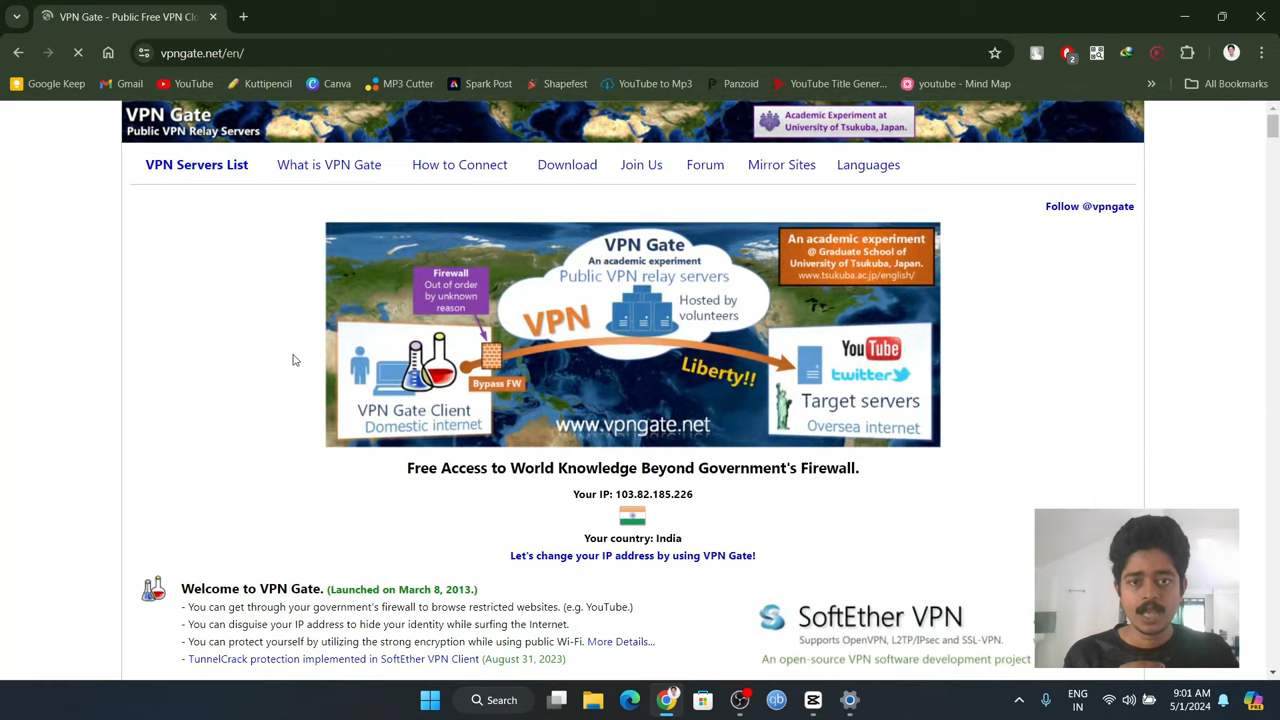 VPN Gate - Public Free VPN Clo
vpngate.net/en/
2
Google Keep
Gmail
YouTube
Kuttipencil
Canva
MP3 Cutter
Spark Post
Shapefest
YouTube to Mp3
Panzoid
YouTube Title Gener...
youtube - Mind Map
All Bookmarks
VPN Gate
Public VPN Relay Servers
Academic Experiment at
University of Tsukuba, Japan.
VPN Servers List
What is VPN Gate
How to Connect
Download
Join Us
Forum
Mirror Sites
Languages
Follow @vpngate
VPN Gate
An academic experiment
Public VPN relay servers
Hosted by
volunteers
An academic experiment
@ Graduate School of
University of Tsukuba, Japan.
www.tsukuba.ac.jp/english/
Firewall
Out of order
by unknown
reason
VPN
Bypass FW
Liberty!!
YouTube
twitter
VPN Gate Client
Domestic internet
www.vpngate.net
Target servers
Oversea internet
Free Access to World Knowledge Beyond Government's Firewall.
Your IP: 103.82.185.226
Your country: India
Let's change your IP address by using VPN Gate!
Welcome to VPN Gate. (Launched on March 8, 2013.)
- You can get through your government's firewall to browse restricted websites. (e.g. YouTube.)
- You can disguise your IP address to hide your identity while surfing the Internet.
- You can protect yourself by utilizing the strong encryption while using public Wi-Fi. More Details...
- TunnelCrack protection implemented in SoftEther VPN Client (August 31, 2023)
SoftEther VPN
Supports OpenVPN, L2TP/IPsec and SSL-VPN.
An open-source VPN software development project
Search
qb
ENG
IN
9:01 AM
5/1/2024
PRE